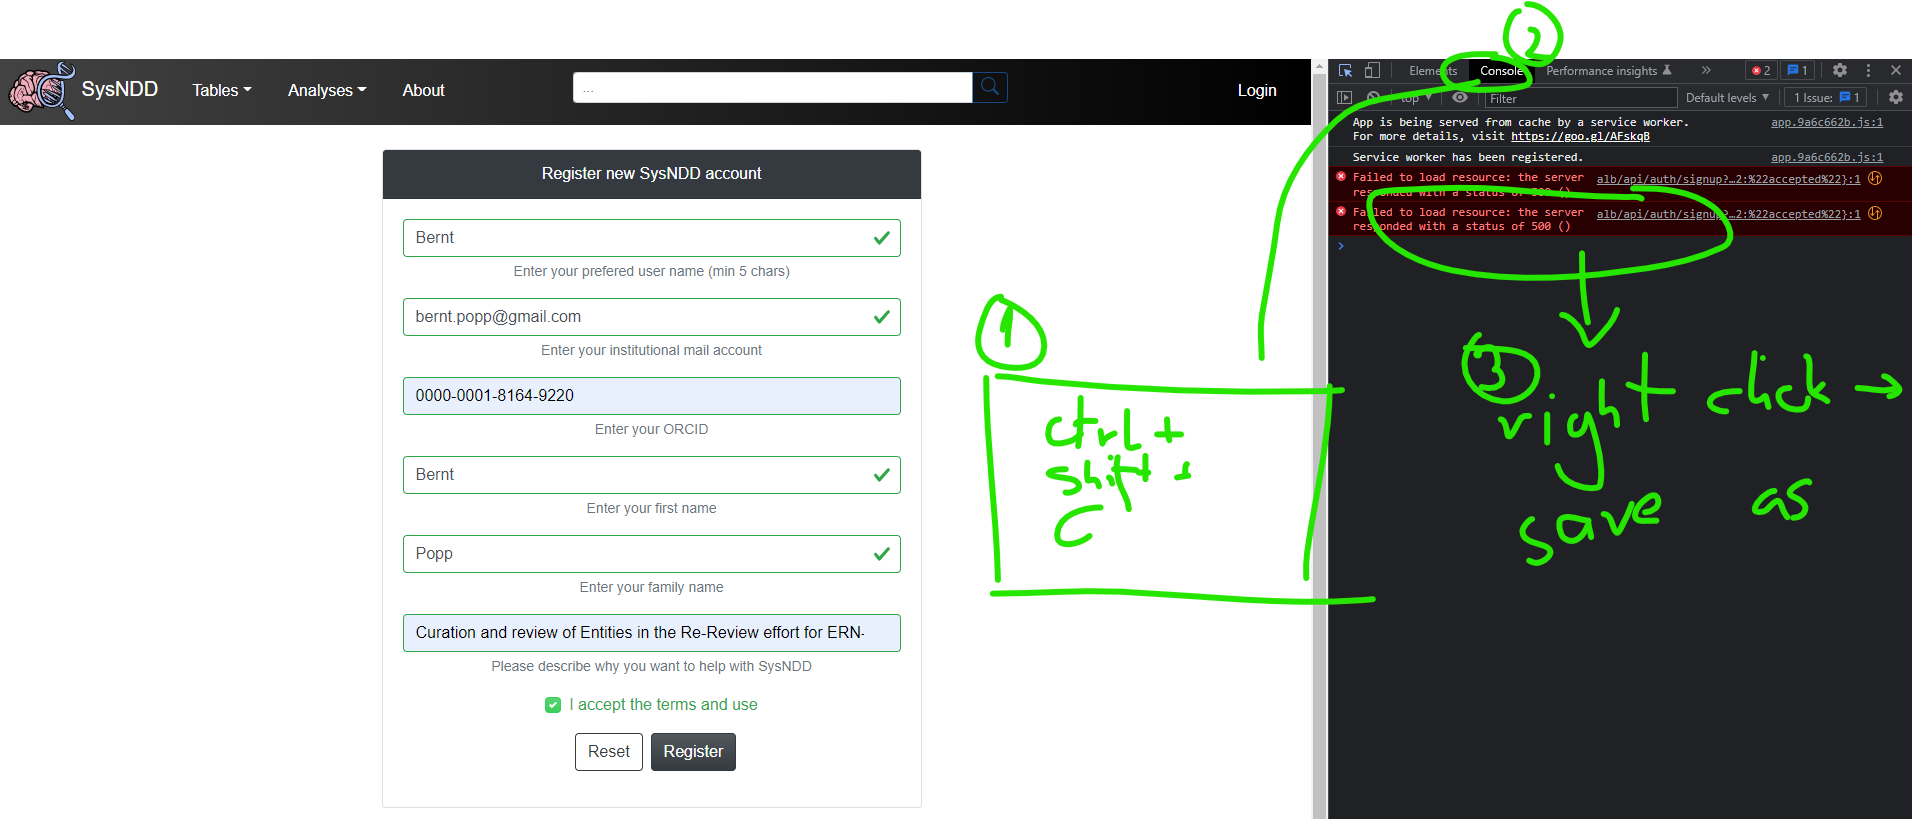 2
SysNDD
Tables
Analyses
About
...
Login
Elements
Console
Performance insights
»
2
1
top
Filter
Default levels
1 Issue:
1
App is being served from cache by a service worker.
app.9a6c662b.js:1
For more details, visit https://goo.gl/AFskqB
Service worker has been registered.
app.9a6c662b.js:1
Failed to load resource: the server
alb/api/auth/signup?…2:%22accepted%22}:1
responded with a status of 500 ()
Failed to load resource: the server
alb/api/auth/signup?…2:%22accepted%22}:1
responded with a status of 500 ()
Register new SysNDD account
Bernt
Enter your prefered user name (min 5 chars)
bernt.popp@gmail.com
Enter your institutional mail account
0000-0001-8164-9220
Enter your ORCID
Bernt
Enter your first name
Popp
Enter your family name
Curation and review of Entities in the Re-Review effort for ERN-
Please describe why you want to help with SysNDD
I accept the terms and use
Reset
Register
1
ctrl +
shift +
C
3
right click →
save as